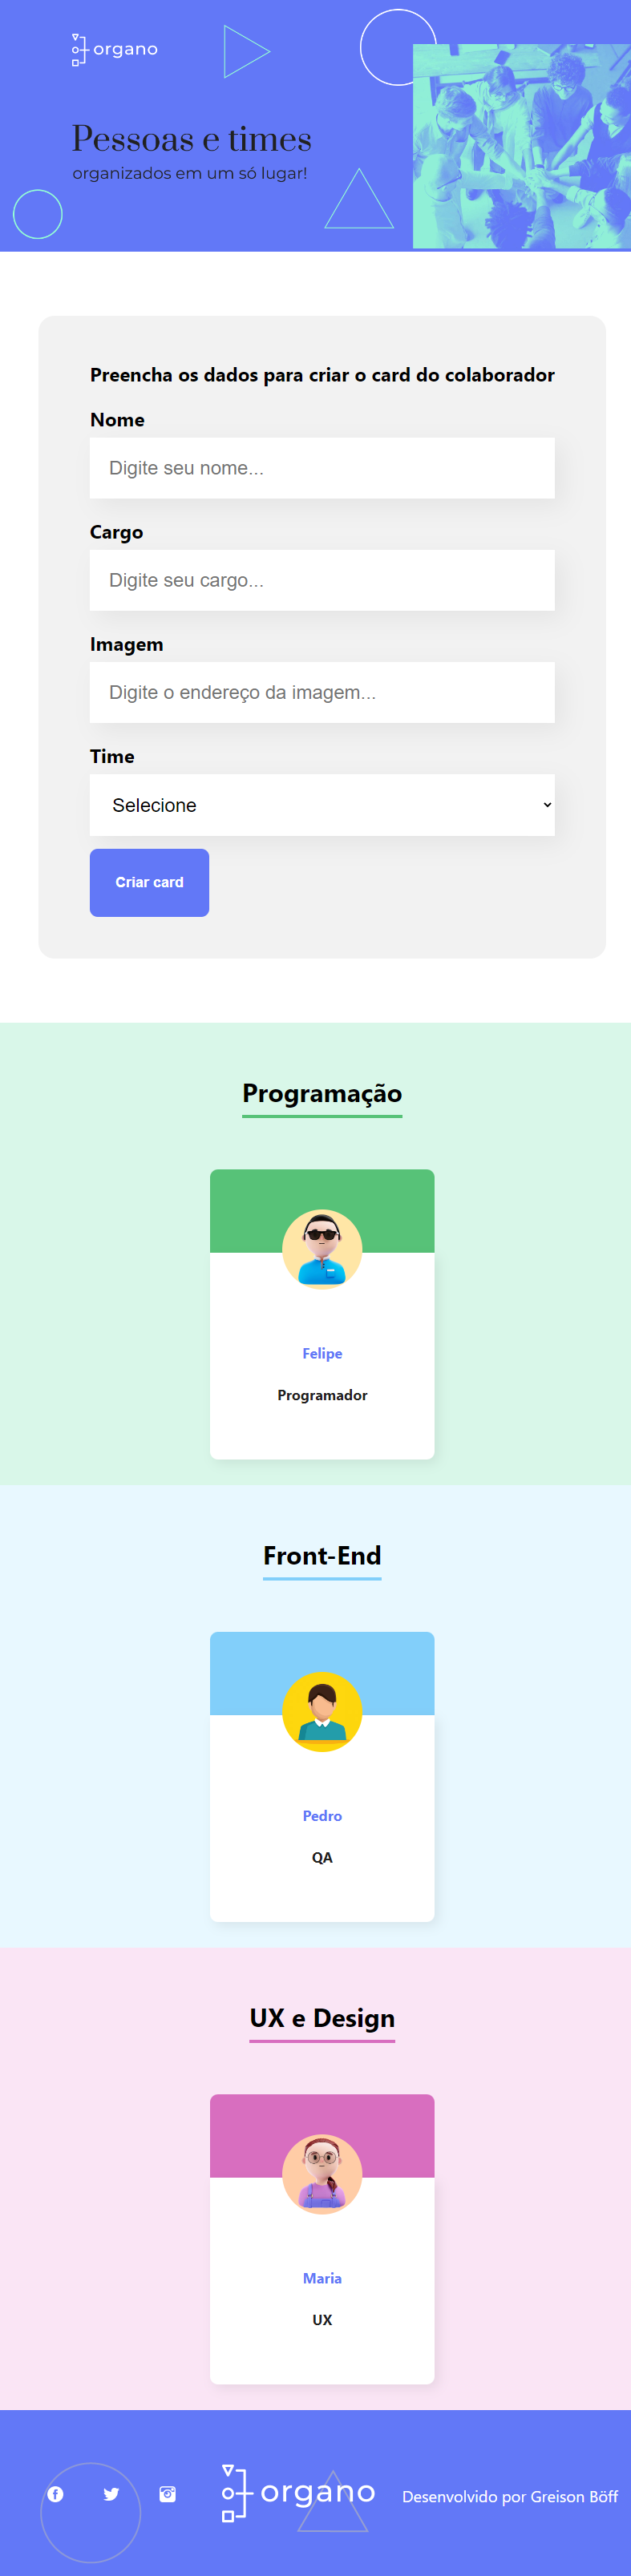 organo
Pessoas e times
organizados em um só lugar!
Preencha os dados para criar o card do colaborador
Nome
Digite seu nome...
Cargo
Digite seu cargo...
Imagem
Digite o endereço da imagem...
Time
Selecione
Criar card
Programação
Felipe
Programador
Front-End
Pedro
QA
UX e Design
Maria
UX
organo
Desenvolvido por Greison Böff